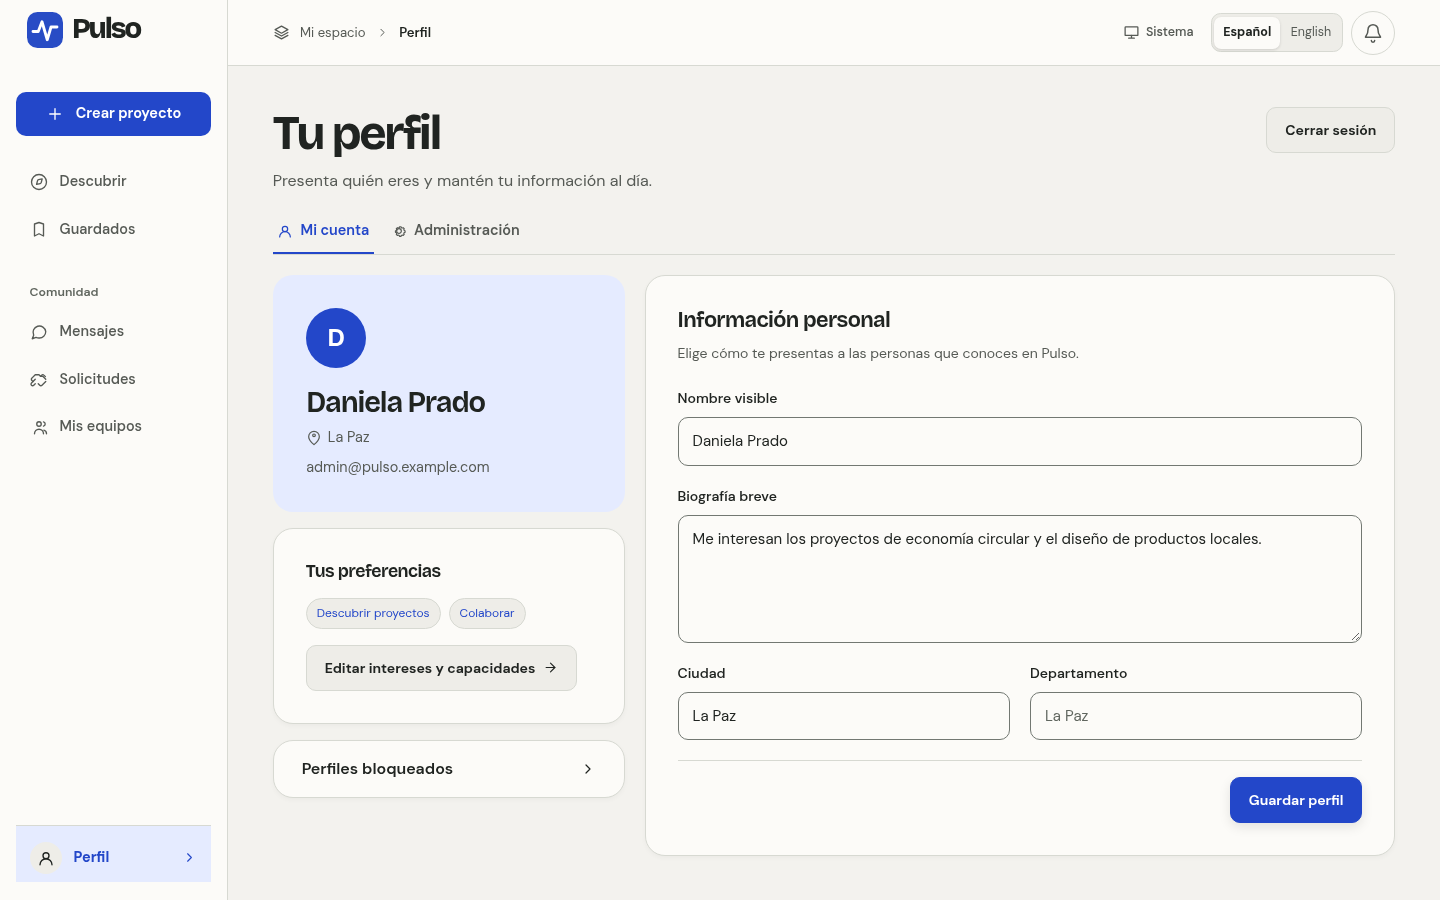 Pulso
Crear proyecto
Descubrir
Guardados
Comunidad
Mensajes
Solicitudes
Mis equipos
Perfil
Mi espacio
Perfil
Sistema
Español
English
Tu perfil
Presenta quién eres y mantén tu información al día.
Cerrar sesión
Mi cuenta
Administración
D
Daniela Prado
La Paz
admin@pulso.example.com
Tus preferencias
Descubrir proyectos
Colaborar
Editar intereses y capacidades
Perfiles bloqueados
Información personal
Elige cómo te presentas a las personas que conoces en Pulso.
Nombre visible
Daniela Prado
Biografía breve
Me interesan los proyectos de economía circular y el diseño de productos locales.
Ciudad
Departamento
La Paz
La Paz
Guardar perfil